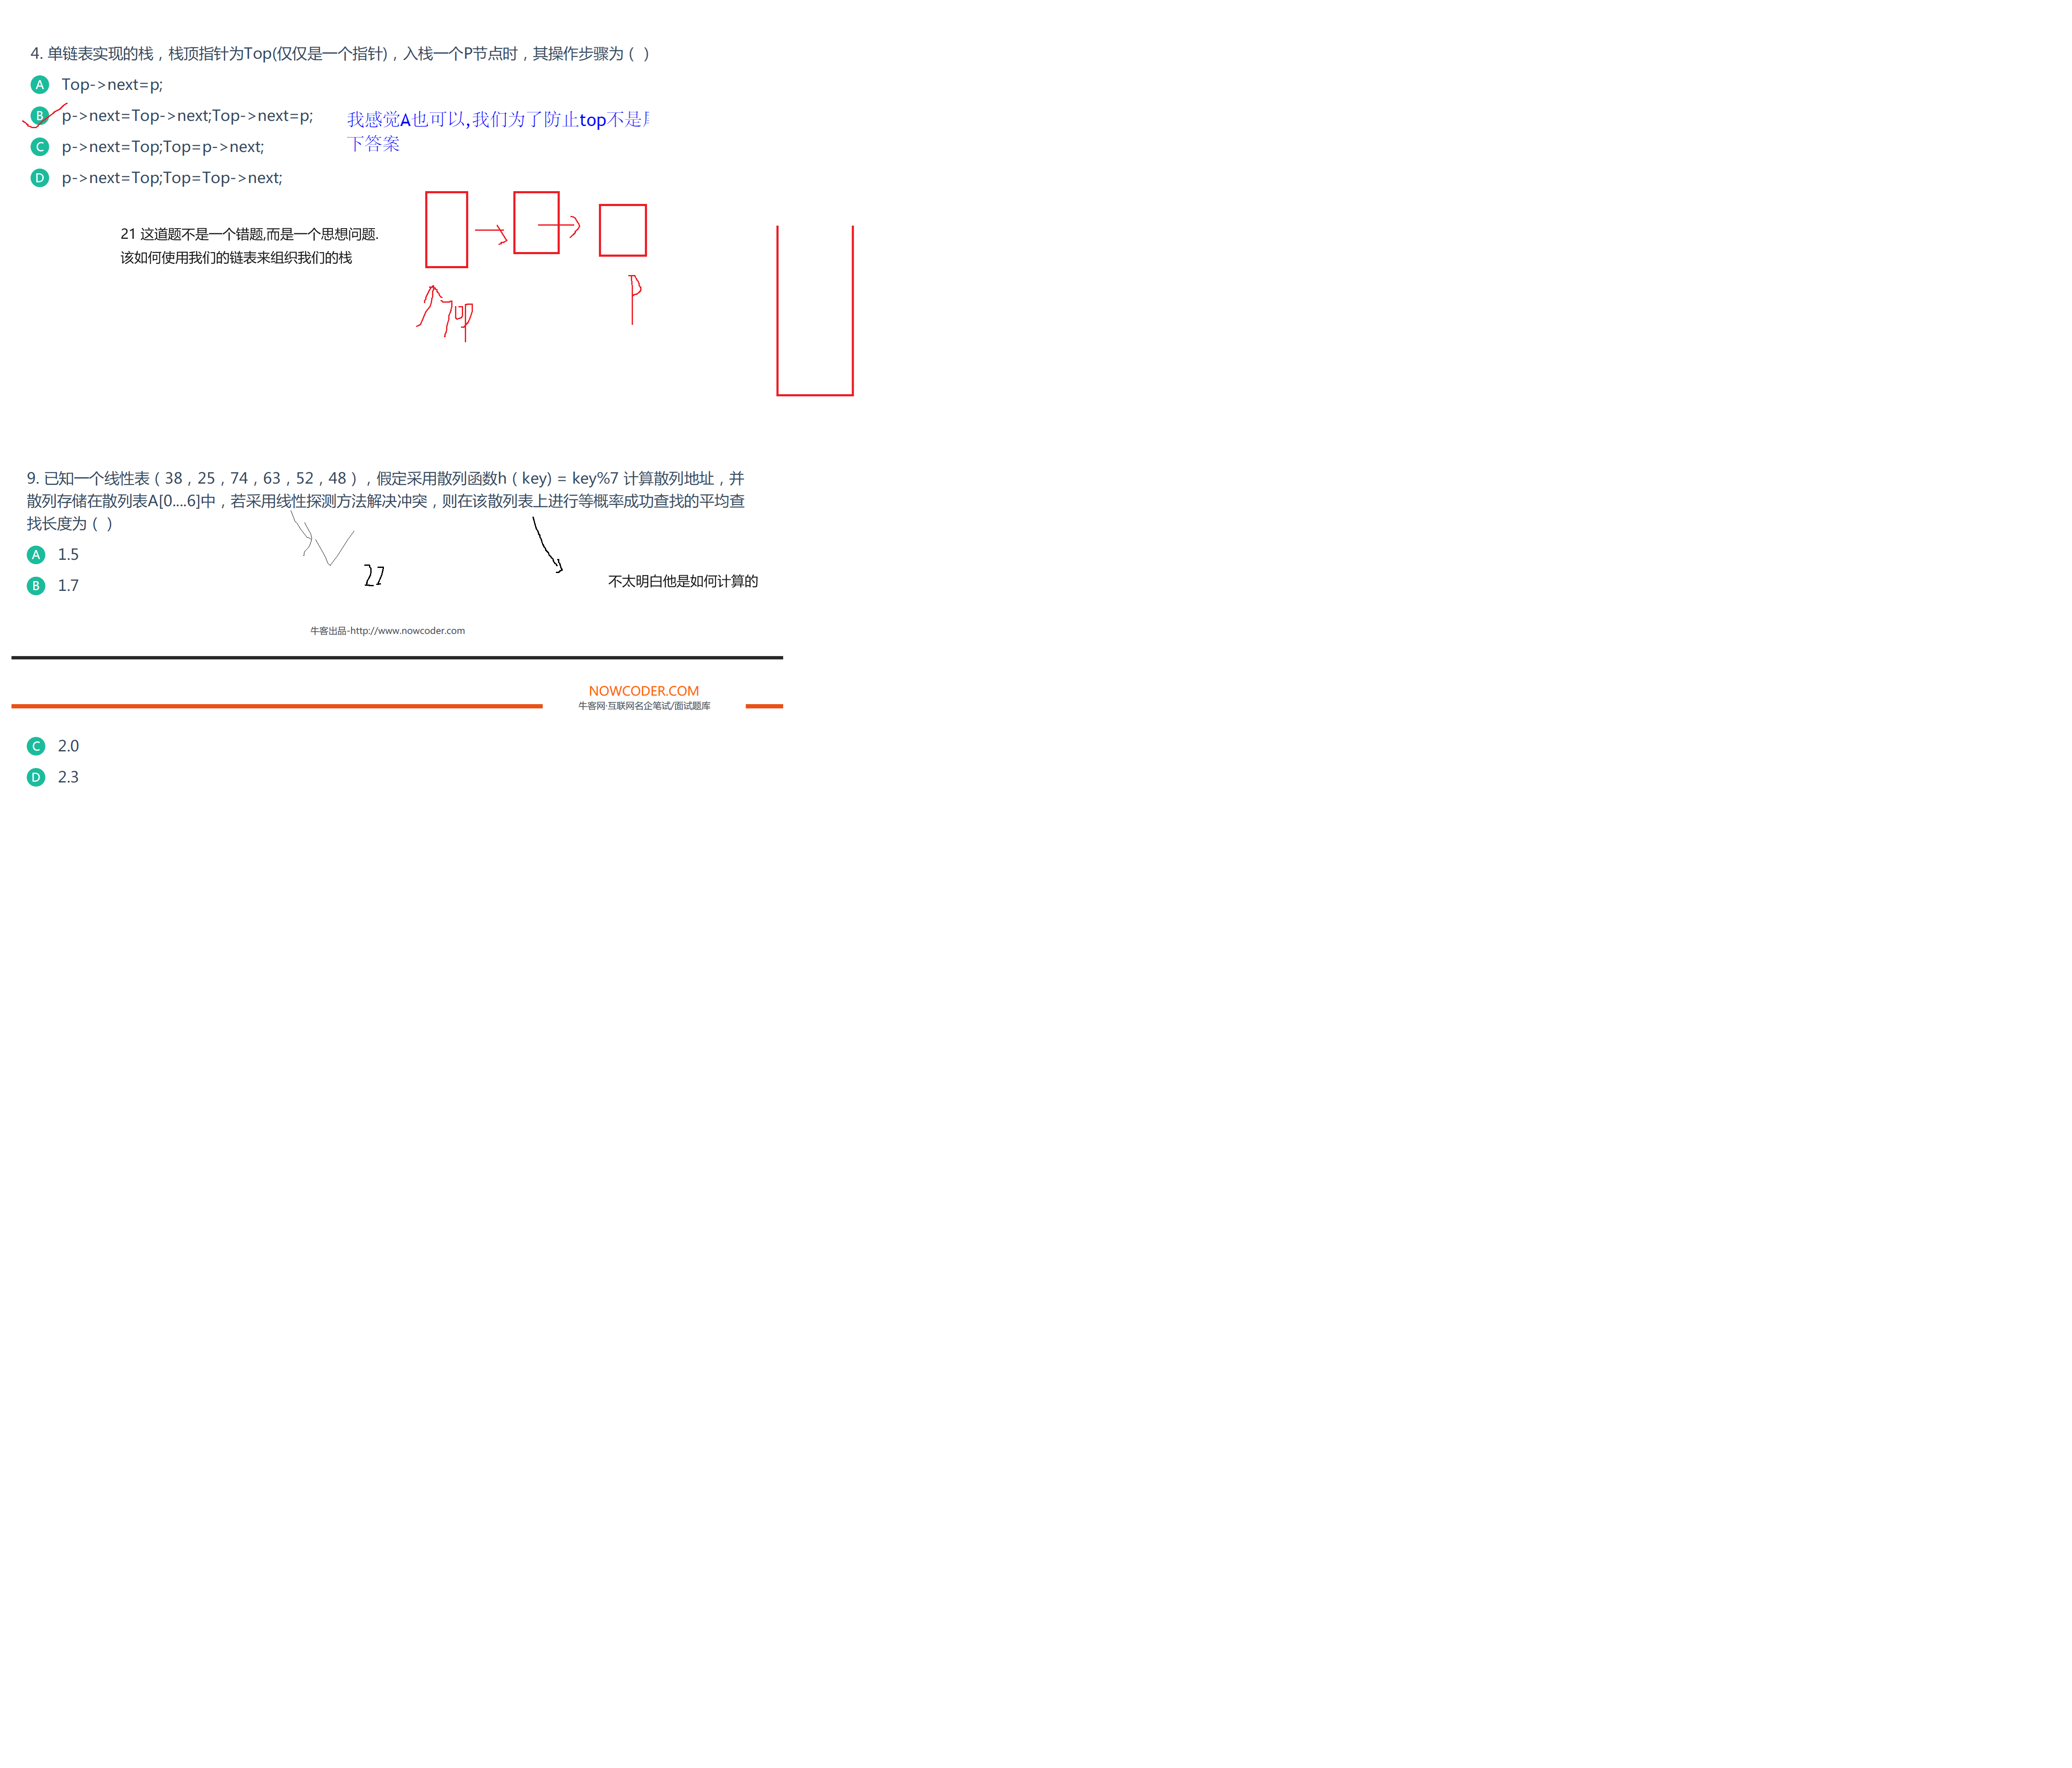 4. 单链表实现的栈，栈顶指针为Top(仅仅是一个指针)，入栈一个P节点时，其操作步骤为（ ）
A Top->next=p;
B p->next=Top->next;Top->next=p;
C p->next=Top;Top=p->next;
D p->next=Top;Top=Top->next;
我感觉A也可以,我们为了防止top不是
下答案
21 这道题不是一个错题,而是一个思想问题.
该如何使用我们的链表来组织我们的栈
Top
P
9. 已知一个线性表（38，25，74，63，52，48），假定采用散列函数h（key) = key%7 计算散列地址，并
散列存储在散列表A[0....6]中，若采用线性探测方法解决冲突，则在该散列表上进行等概率成功查找的平均查
找长度为（ ）
A 1.5
B 1.7
不太明白他是如何计算的
牛客出品-http://www.nowcoder.com
NOWCODER.COM
牛客网·互联网名企笔试/面试题库
C 2.0
D 2.3